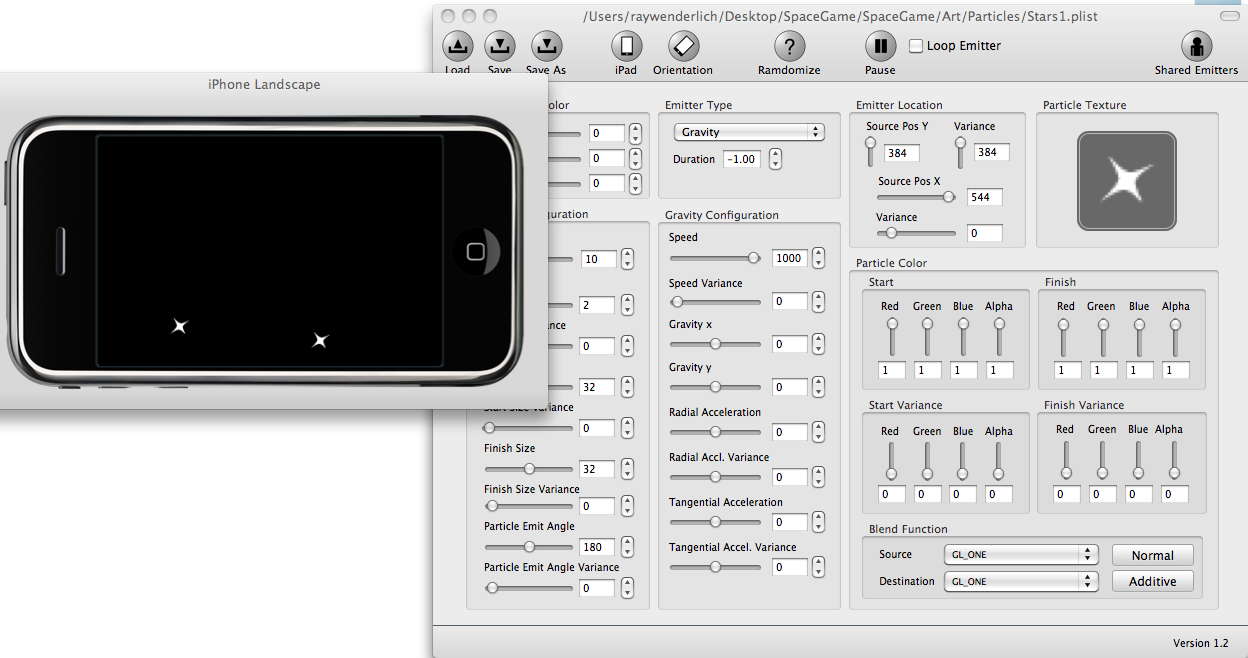 /Users/raywenderlich/Desktop/SpaceGame/SpaceGame/Art/Particles/Stars1.plist
Load Save Save As iPad Orientation Randomize Pause Loop Emitter Shared Emitters
iPhone Landscape
olor
0
0
0
uration
10
2
nce
0
32
Start Size Variance
0
Finish Size
32
Finish Size Variance
0
Particle Emit Angle
180
Particle Emit Angle Variance
0
Emitter Type
Gravity
Duration -1.00
Gravity Configuration
Speed
1000
Speed Variance
0
Gravity x
0
Gravity y
0
Radial Acceleration
0
Radial Accl. Variance
0
Tangential Acceleration
0
Tangential Accel. Variance
0
Emitter Location
Source Pos Y Variance
384 384
Source Pos X
544
Variance
0
Particle Texture
Particle Color
Start
Red Green Blue Alpha
1 1 1 1
Finish
Red Green Blue Alpha
1 1 1 1
Start Variance
Red Green Blue Alpha
0 0 0 0
Finish Variance
Red Green Blue Alpha
0 0 0 0
Blend Function
Source GL_ONE Normal
Destination GL_ONE Additive
Version 1.2